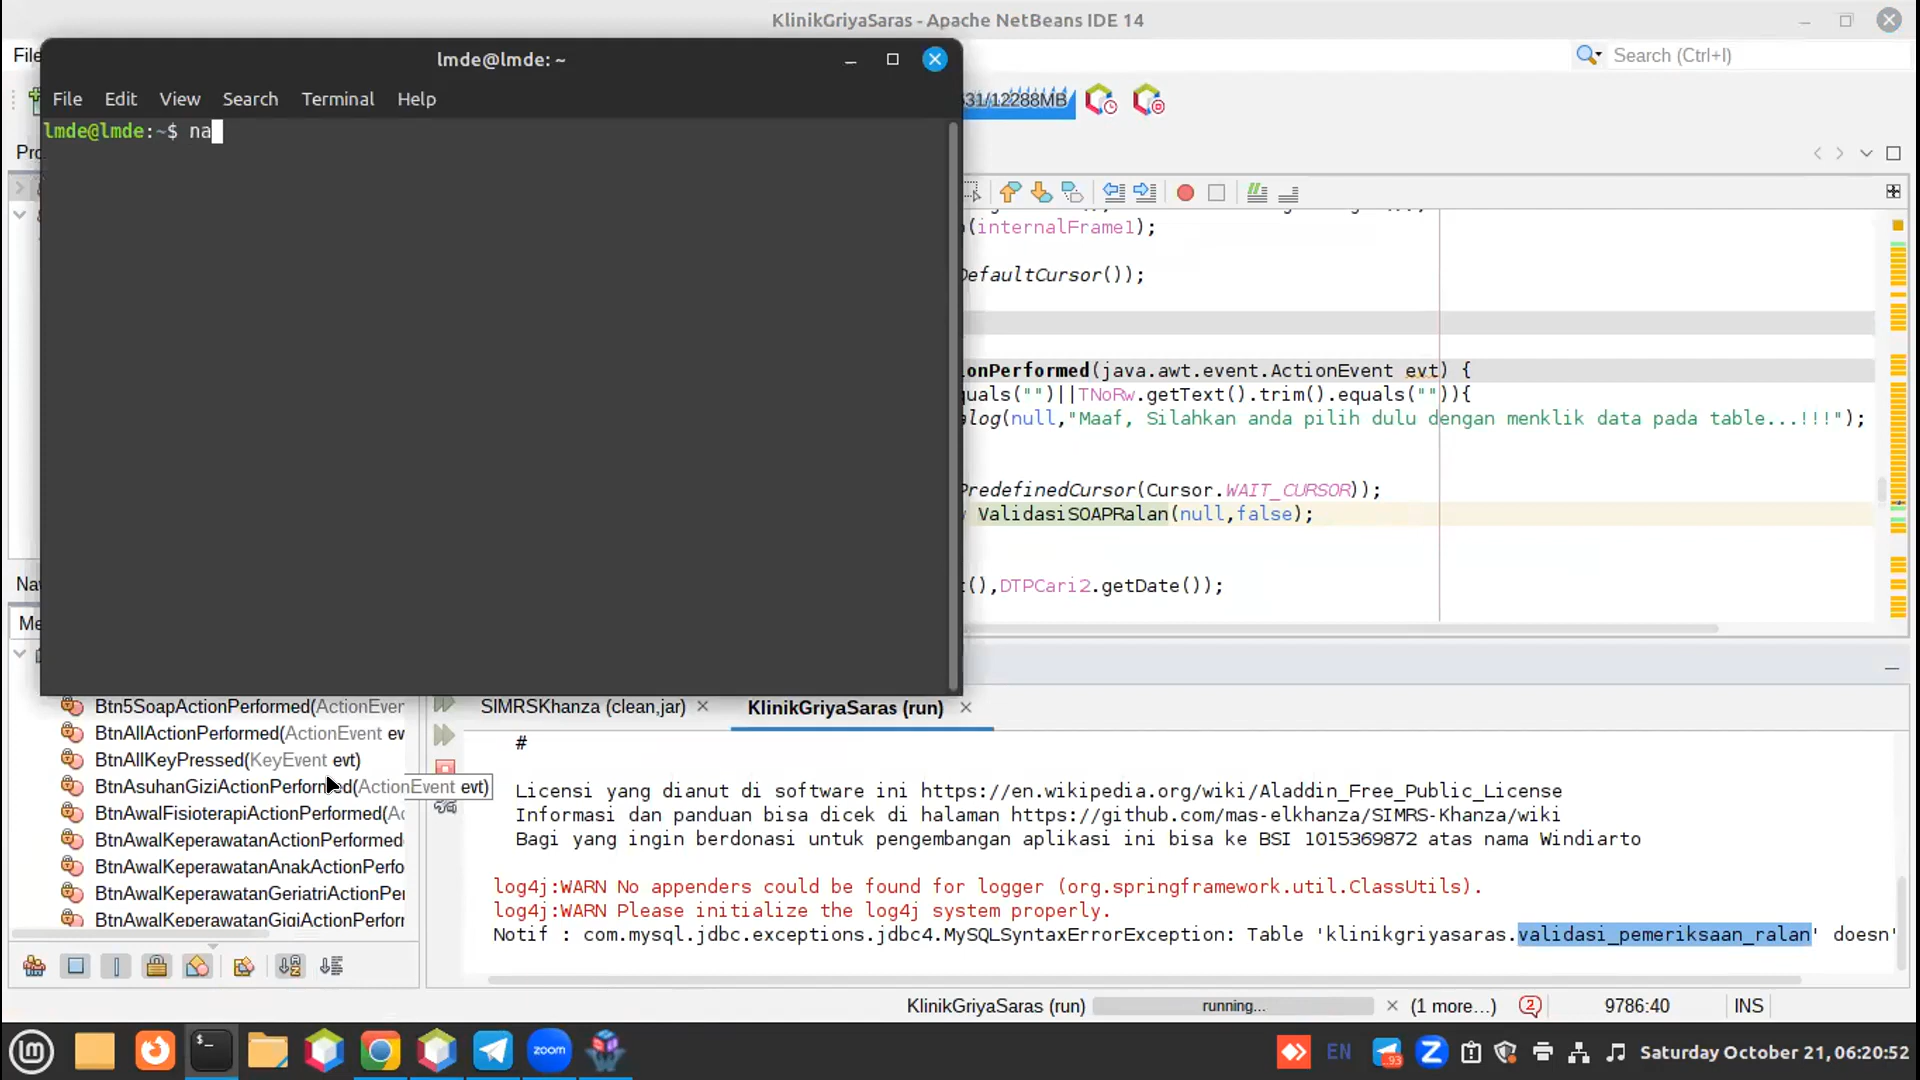 KlinikGriyaSaras - Apache NetBeans IDE 14
File
Search (Ctrl+I)
lmde@lmde: ~
File Edit View Search Terminal Help
lmde@lmde:~$ na
31/12288MB
(internalFrame1);
DefaultCursor());
onPerformed(java.awt.event.ActionEvent evt) {
quals("")||TNoRw.getText().trim().equals("")){
alog(null,"Maaf, Silahkan anda pilih dulu dengan menklik data pada table...!!!");
PredefinedCursor(Cursor.WAIT_CURSOR));
ValidasiSOAPRalan(null,false);
(),DTPCari2.getDate());
Btn5SoapActionPerformed(ActionEven
BtnAllActionPerformed(ActionEvent ev
BtnAllKeyPressed(KeyEvent evt)
BtnAsuhanGiziActionPerformed(ActionEvent evt)
BtnAwalFisioterapiActionPerformed(Ac
BtnAwalKeperawatanActionPerformed
BtnAwalKeperawatanAnakActionPerfo
BtnAwalKeperawatanGeriatriActionPer
BtnAwalKeperawatanGigiActionPerforr
SIMRSKhanza (clean,jar)
KlinikGriyaSaras (run)
#
Licensi yang dianut di software ini https://en.wikipedia.org/wiki/Aladdin_Free_Public_License
Informasi dan panduan bisa dicek di halaman https://github.com/mas-elkhanza/SIMRS-Khanza/wiki
Bagi yang ingin berdonasi untuk pengembangan aplikasi ini bisa ke BSI 1015369872 atas nama Windiarto
log4j:WARN No appenders could be found for logger (org.springframework.util.ClassUtils).
log4j:WARN Please initialize the log4j system properly.
Notif : com.mysql.jdbc.exceptions.jdbc4.MySQLSyntaxErrorException: Table 'klinikgriyasaras.validasi_pemeriksaan_ralan' doesn'
KlinikGriyaSaras (run)
running...
(1 more...)
2
9786:40
INS
zoom
EN
93
Saturday October 21, 06:20:52